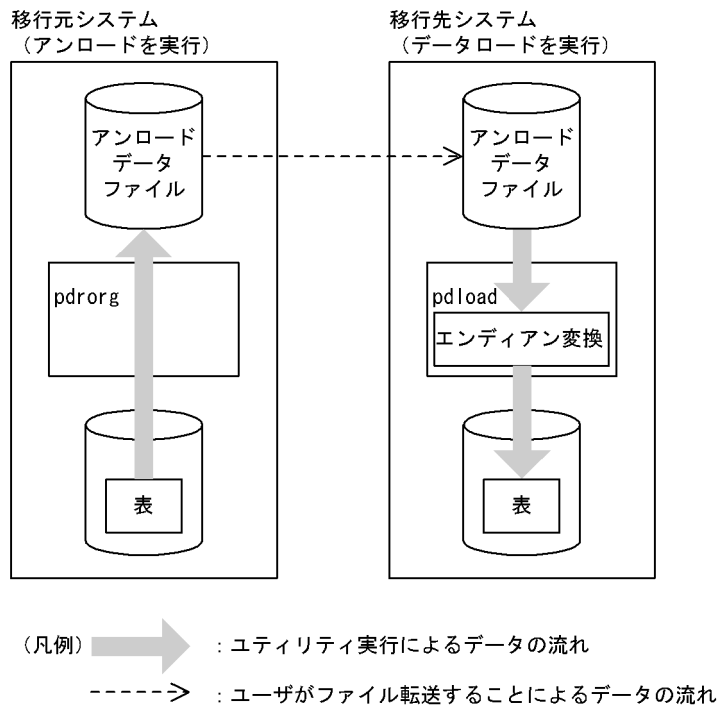 移行元システム
（アンロードを実行）
アンロード
データ
ファイル
pdrorg
表
移行先システム
（データロードを実行）
アンロード
データ
ファイル
pdload
エンディアン変換
表
（凡例）
：ユティリティ実行によるデータの流れ
：ユーザがファイル転送することによるデータの流れ